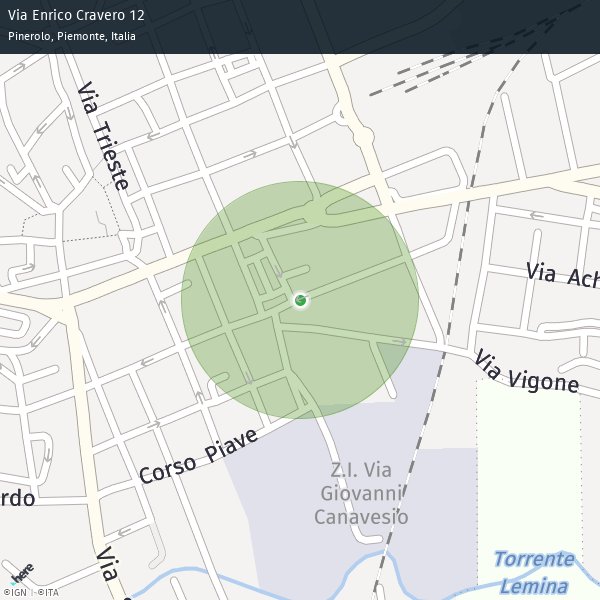 Via Enrico Cravero 12
Pinerolo, Piemonte, Italia
Via Trieste
Via Ach
Via Vigone
Corso Piave
Z.I. Via
Giovanni
Canavesio
rdo
Via
Torrente
Lemina
here
©IGN |-©ITA